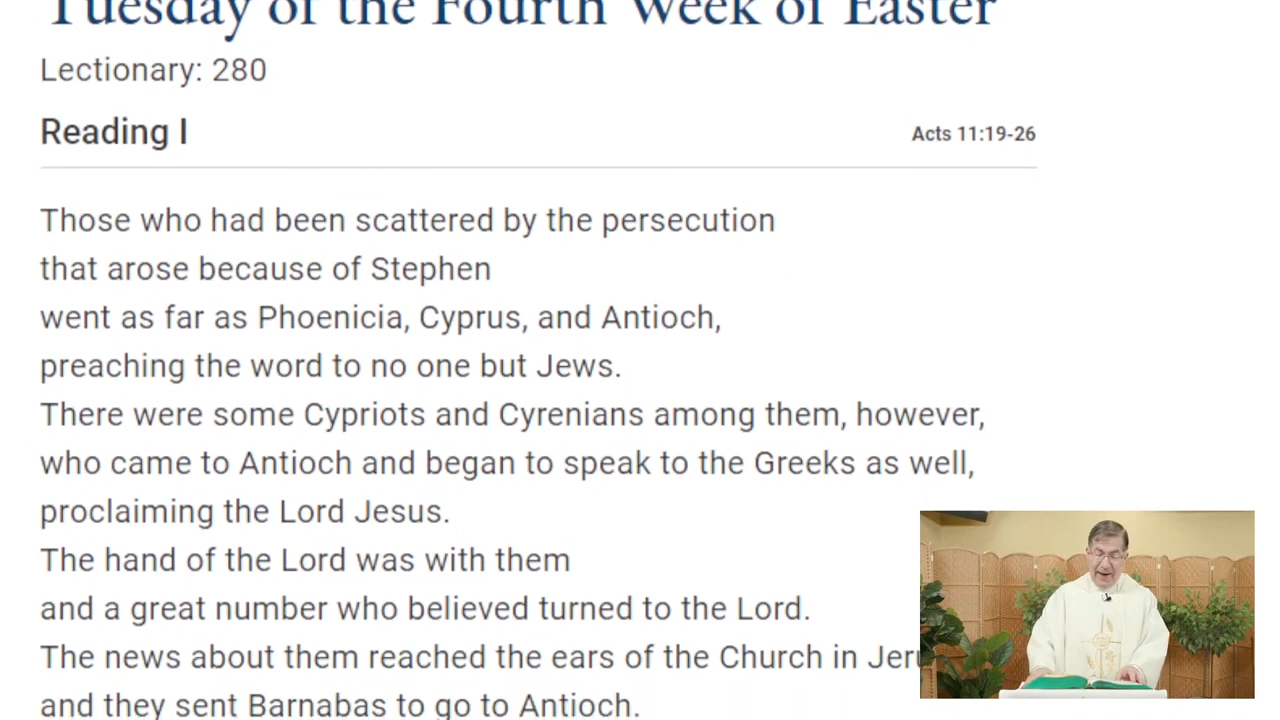 Tuesday of the Fourth Week of Easter
Lectionary: 280
Reading I
Acts 11:19-26
Those who had been scattered by the persecution
that arose because of Stephen
went as far as Phoenicia, Cyprus, and Antioch,
preaching the word to no one but Jews.
There were some Cypriots and Cyrenians among them, however,
who came to Antioch and began to speak to the Greeks as well,
proclaiming the Lord Jesus.
The hand of the Lord was with them
and a great number who believed turned to the Lord.
The news about them reached the ears of the Church in
and they sent Barnabas to go to Antioch.